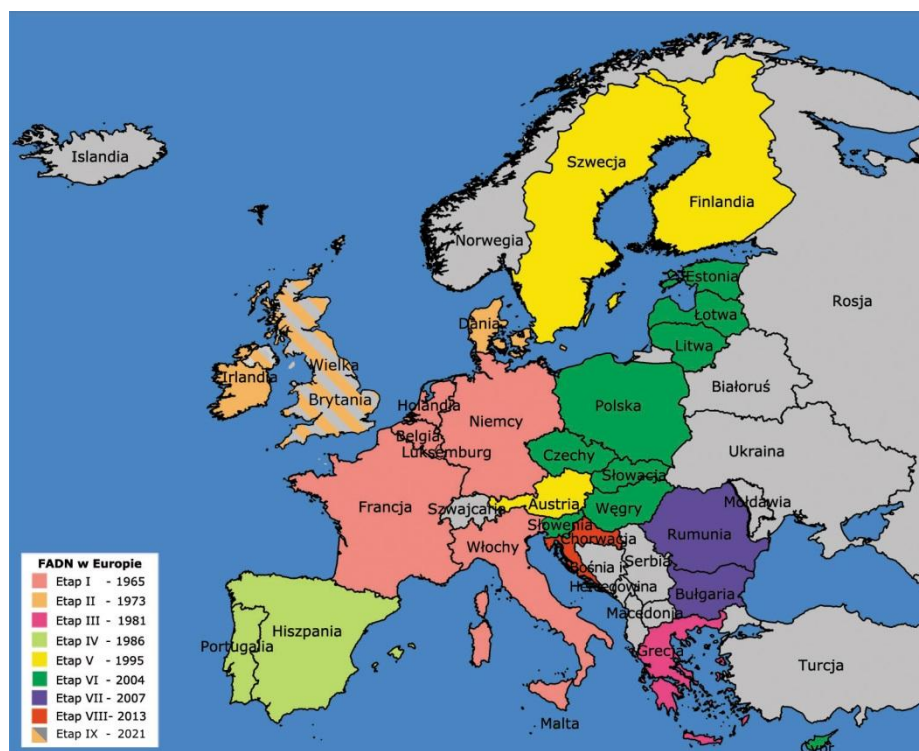 Islandia
Szwecja
Finlandia
Norwegia
Estonia
Rosja
Łotwa
Dania
Litwa
Wielka
Brytania
Irlandia
Białoruś
Holandia
Niemcy
Polska
Belgia
Luksemburg
Ukraina
Czechy
Słowacja
Francja
Szwajcaria
Austria
Węgry
Mołdawia
Słowenia
Chorwacja
Rumunia
Włochy
Bośnia i
Hercegowina
Serbia
Bułgaria
Macedonia
Hiszpania
Portugalia
Grecja
Turcja
Malta
Cypr
FADN w Europie
Etap I - 1965
Etap II - 1973
Etap III - 1981
Etap IV - 1986
Etap V - 1995
Etap VI - 2004
Etap VII - 2007
Etap VIII- 2013
Etap IX - 2021